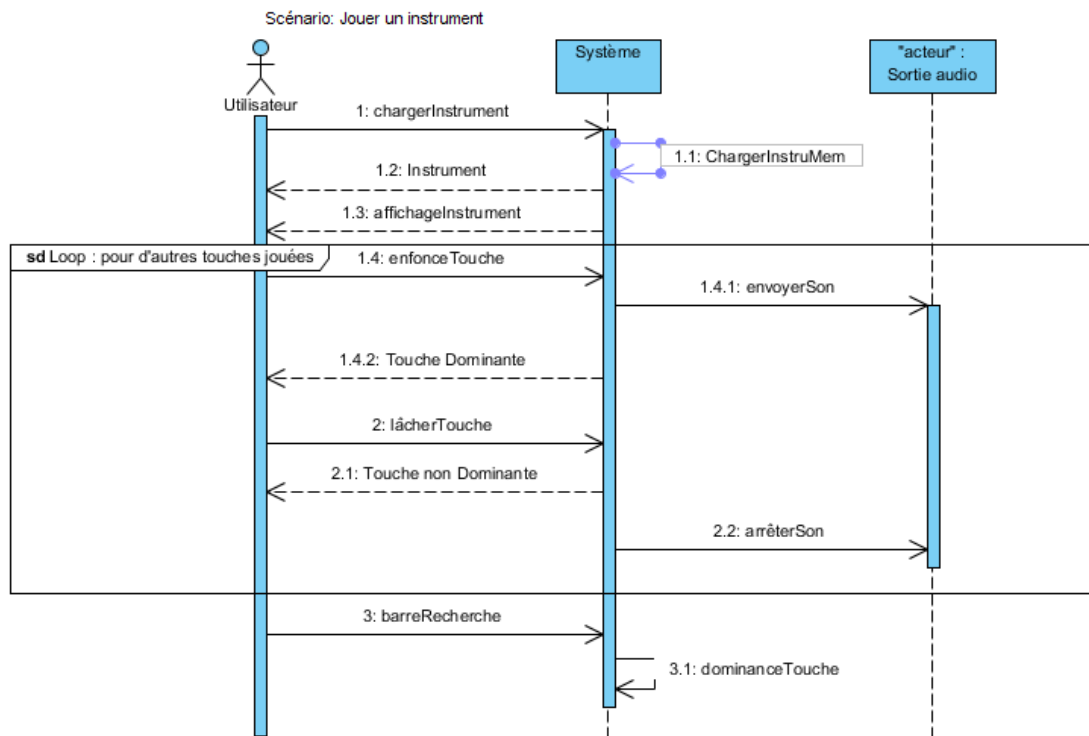 Scénario: Jouer un instrument
Système
"acteur" :
Sortie audio
Utilisateur
1: chargerInstrument
1.1: ChargerInstruMem
1.2: Instrument
1.3: affichageInstrument
sd Loop : pour d'autres touches jouées
1.4: enfonceTouche
1.4.1: envoyerSon
1.4.2: Touche Dominante
2: lâcherTouche
2.1: Touche non Dominante
2.2: arrêterSon
3: barreRecherche
3.1: dominanceTouche